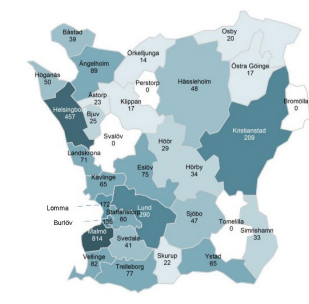 Båstad
39
Osby
20
Örkelljunga
14
Ängelholm
89
Perstorp
0
Hässleholm
48
Östra Göinge
17
Höganäs
50
Åstorp
23
Klippan
17
Helsingborg
457
Bjuv
25
Bromölla
0
Kristianstad
209
Svalöv
0
Höör
29
Landskrona
71
Eslöv
75
Hörby
34
Kävlinge
65
Lomma
172
Staffanstorp
60
Lund
290
Burlöv
Sjöbo
47
Tomelilla
0
Simrishamn
33
Malmö
814
Svedala
41
Skurup
22
Ystad
65
Vellinge
82
Trelleborg
77